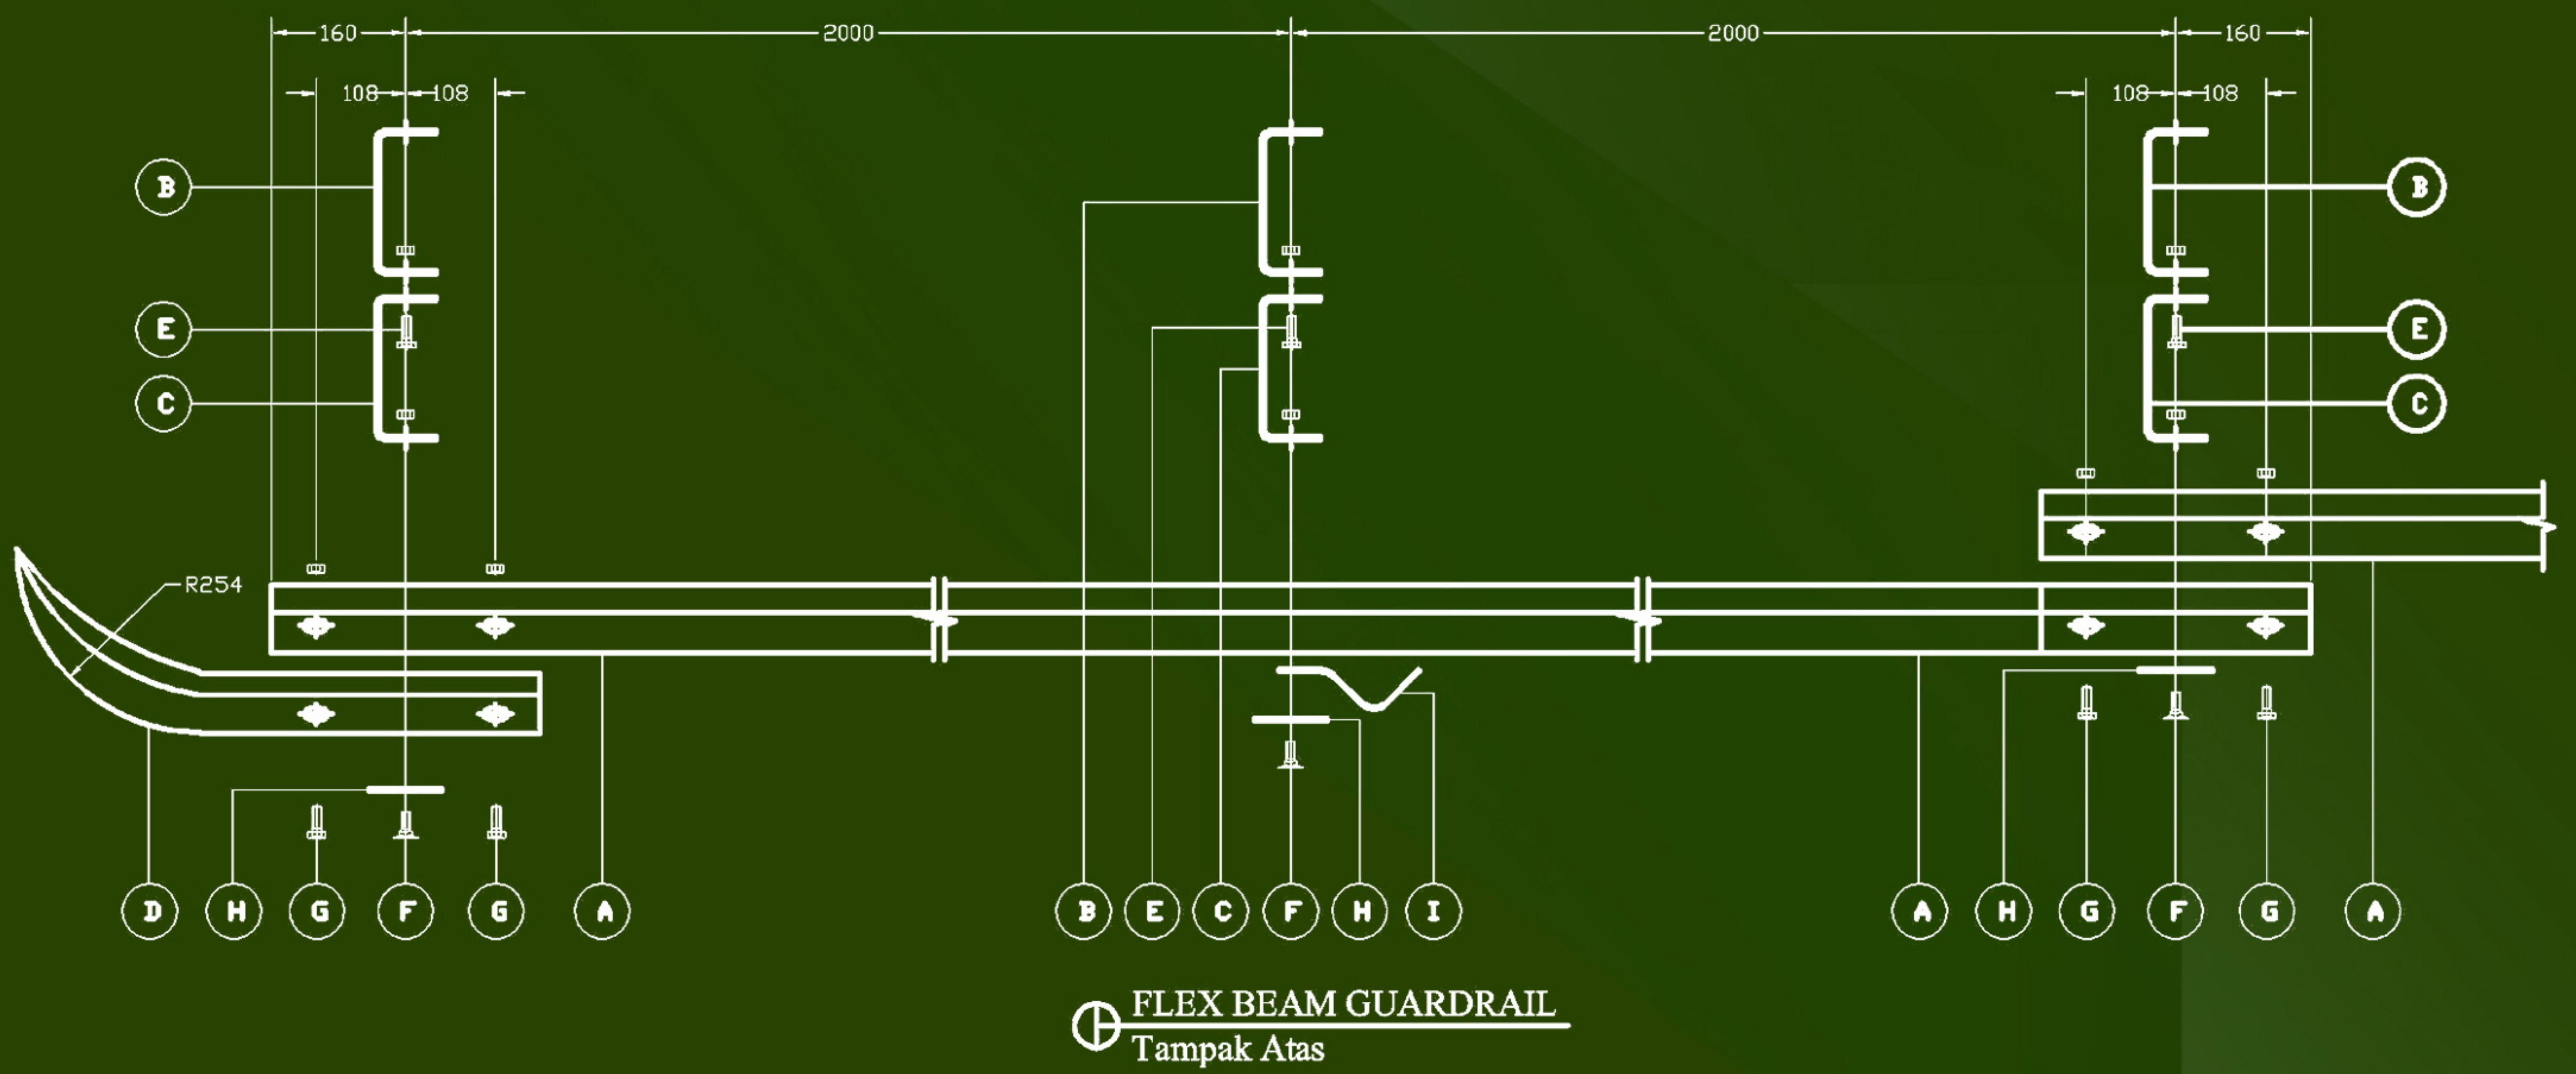 160 2000 2000 160
108 108 108 108
B B
E E
C C
R254
D H G F G A B E C F H I A H G F G A
FLEX BEAM GUARDRAIL
Tampak Atas